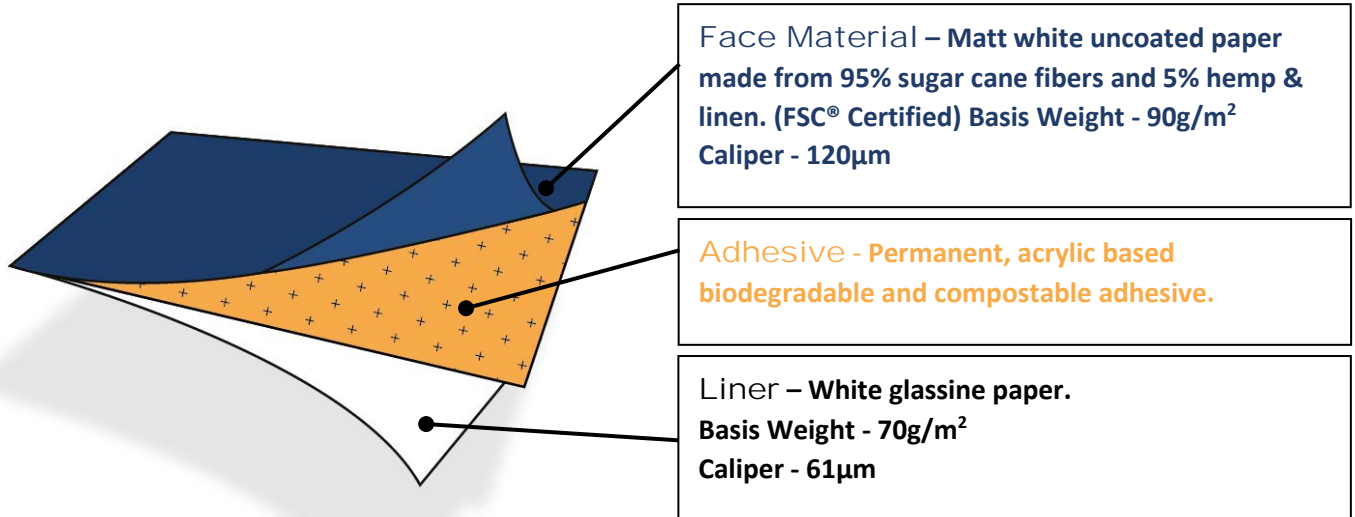 Face Material – Matt white uncoated paper
made from 95% sugar cane fibers and 5% hemp &
linen. (FSC® Certified) Basis Weight - 90g/m²
Caliper - 120µm
Adhesive - Permanent, acrylic based
biodegradable and compostable adhesive.
Liner – White glassine paper.
Basis Weight - 70g/m²
Caliper - 61µm